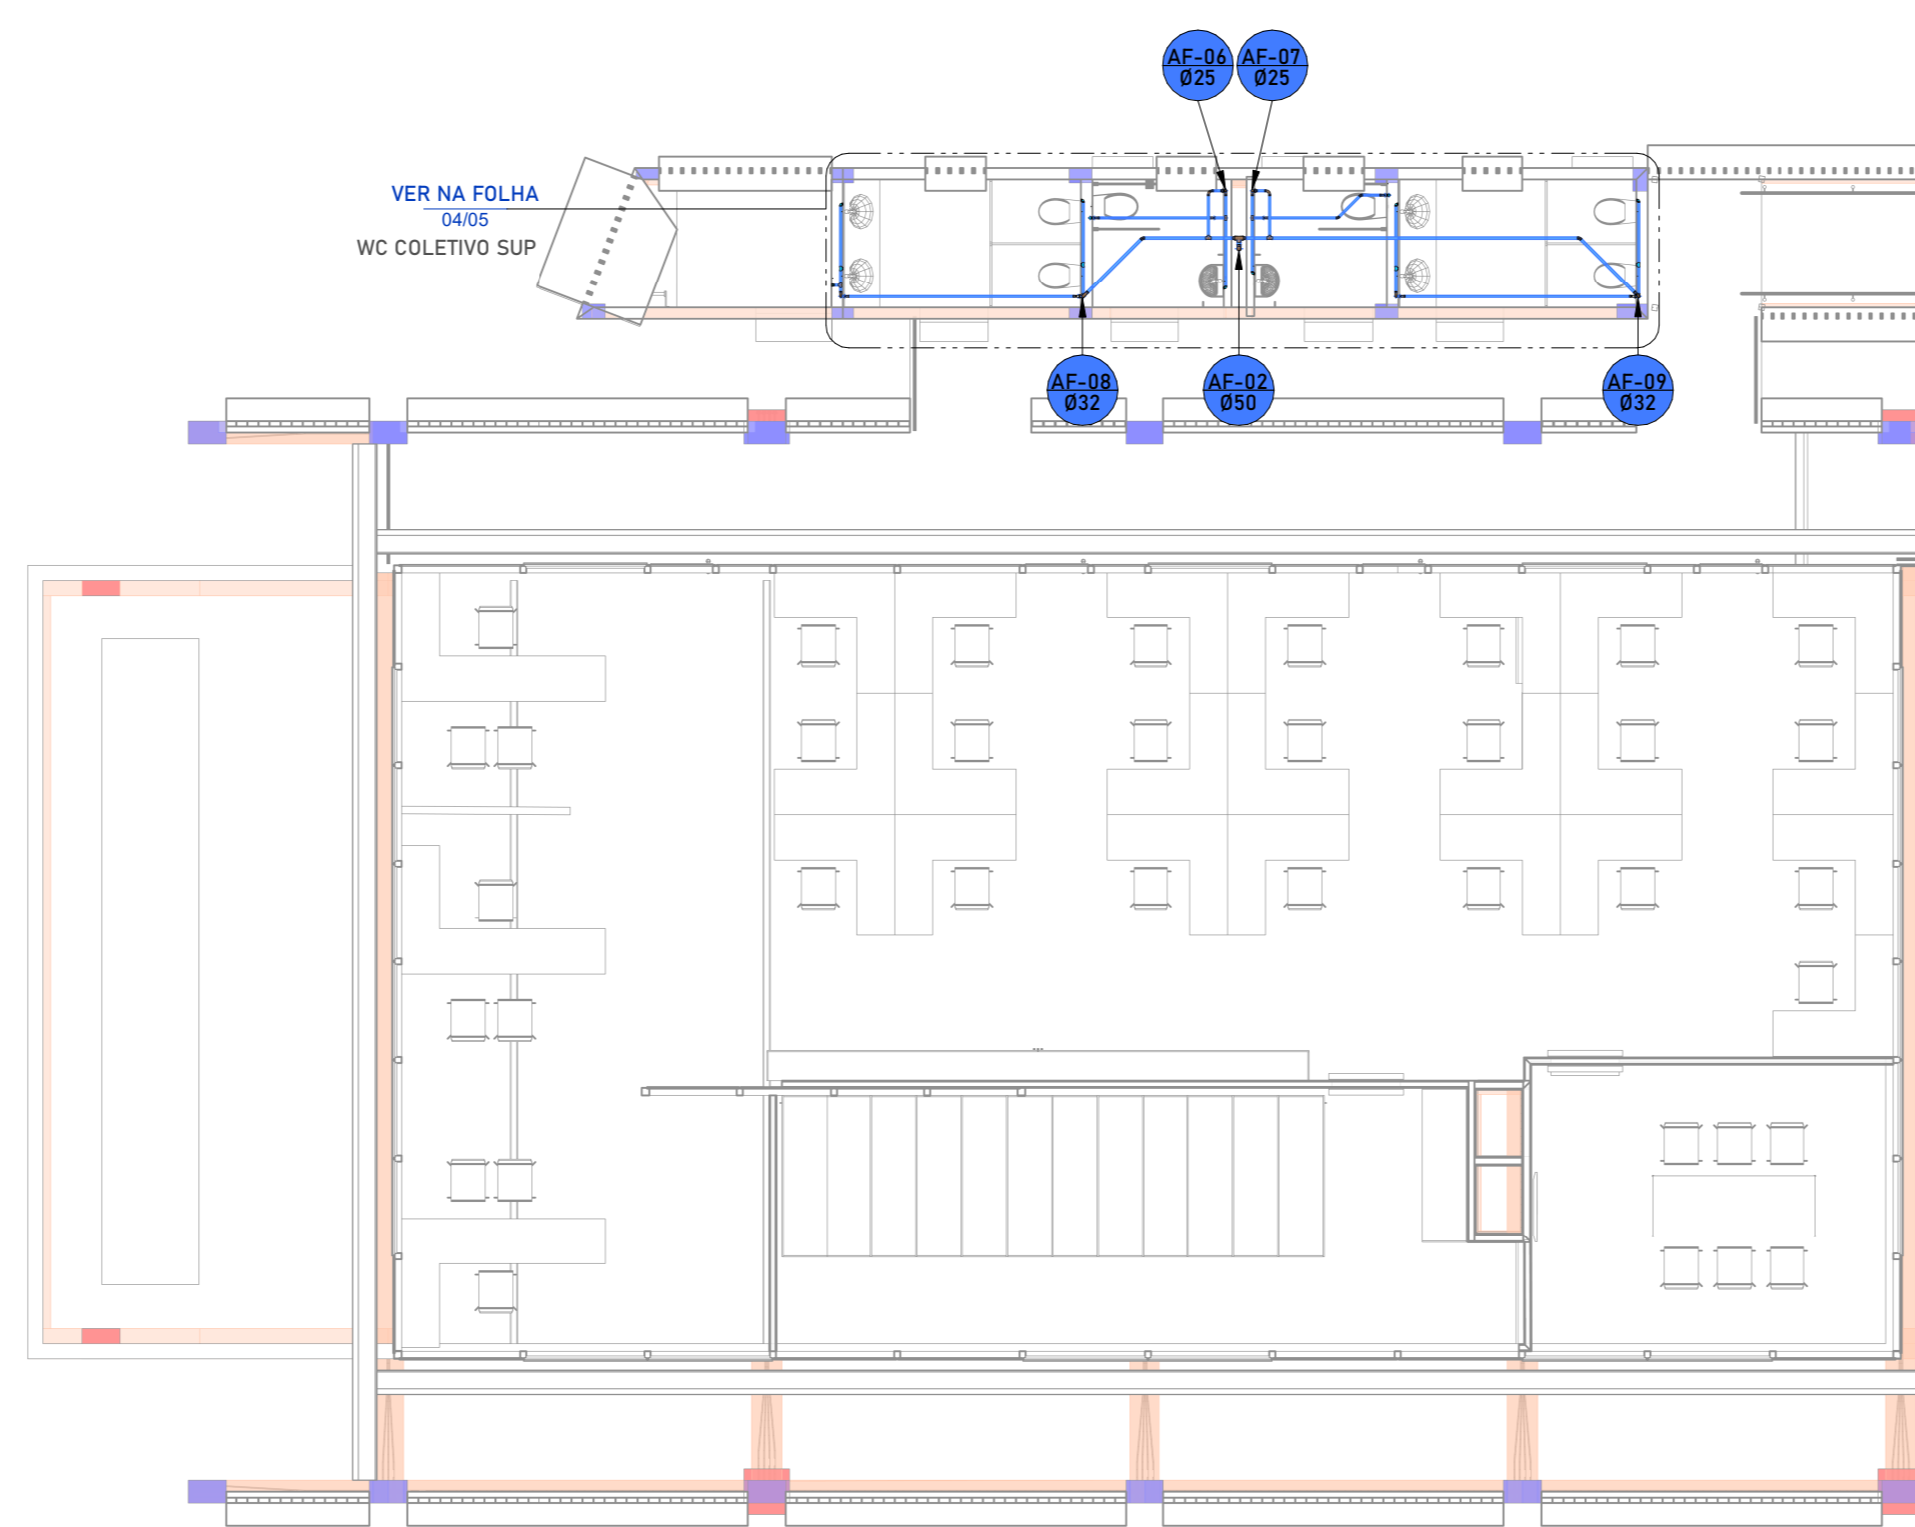 AF-06
Ø25
AF-07
Ø25
VER NA FOLHA
04/05
WC COLETIVO SUP
AF-08
Ø32
AF-02
Ø50
AF-09
Ø32